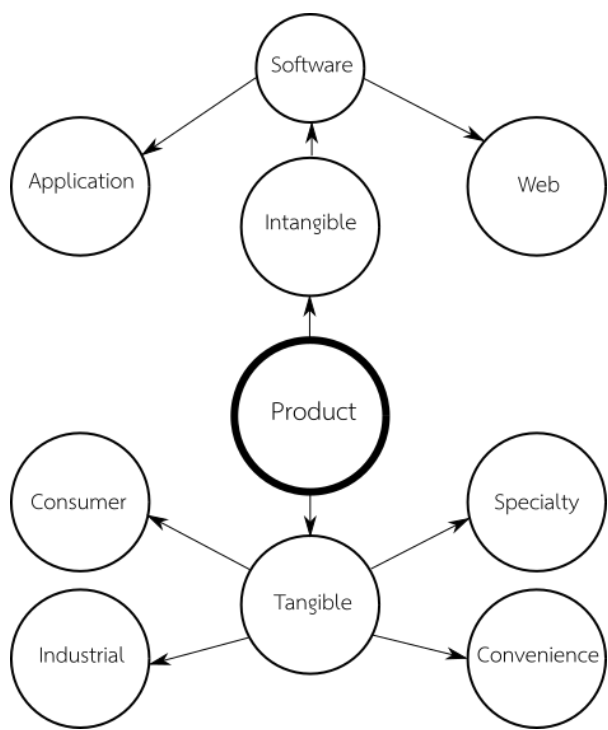 Software
Application
Web
Intangible
Product
Consumer
Specialty
Tangible
Industrial
Convenience